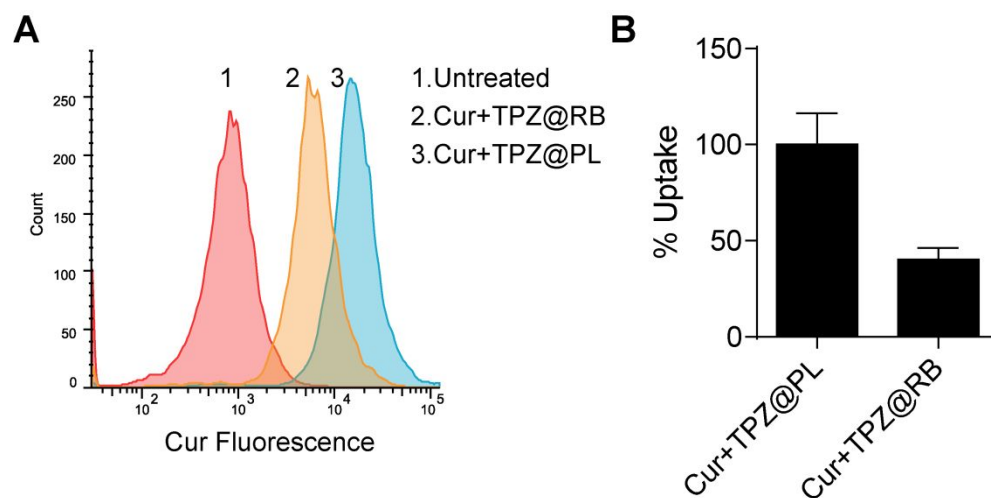 A
1 2 3
1.Untreated
2.Cur+TPZ@RB
3.Cur+TPZ@PL
Count
250
200
150
100
50
0
10^2 10^3 10^4 10^5
Cur Fluorescence
B
% Uptake
150
100
50
0
Cur+TPZ@PL
Cur+TPZ@RB